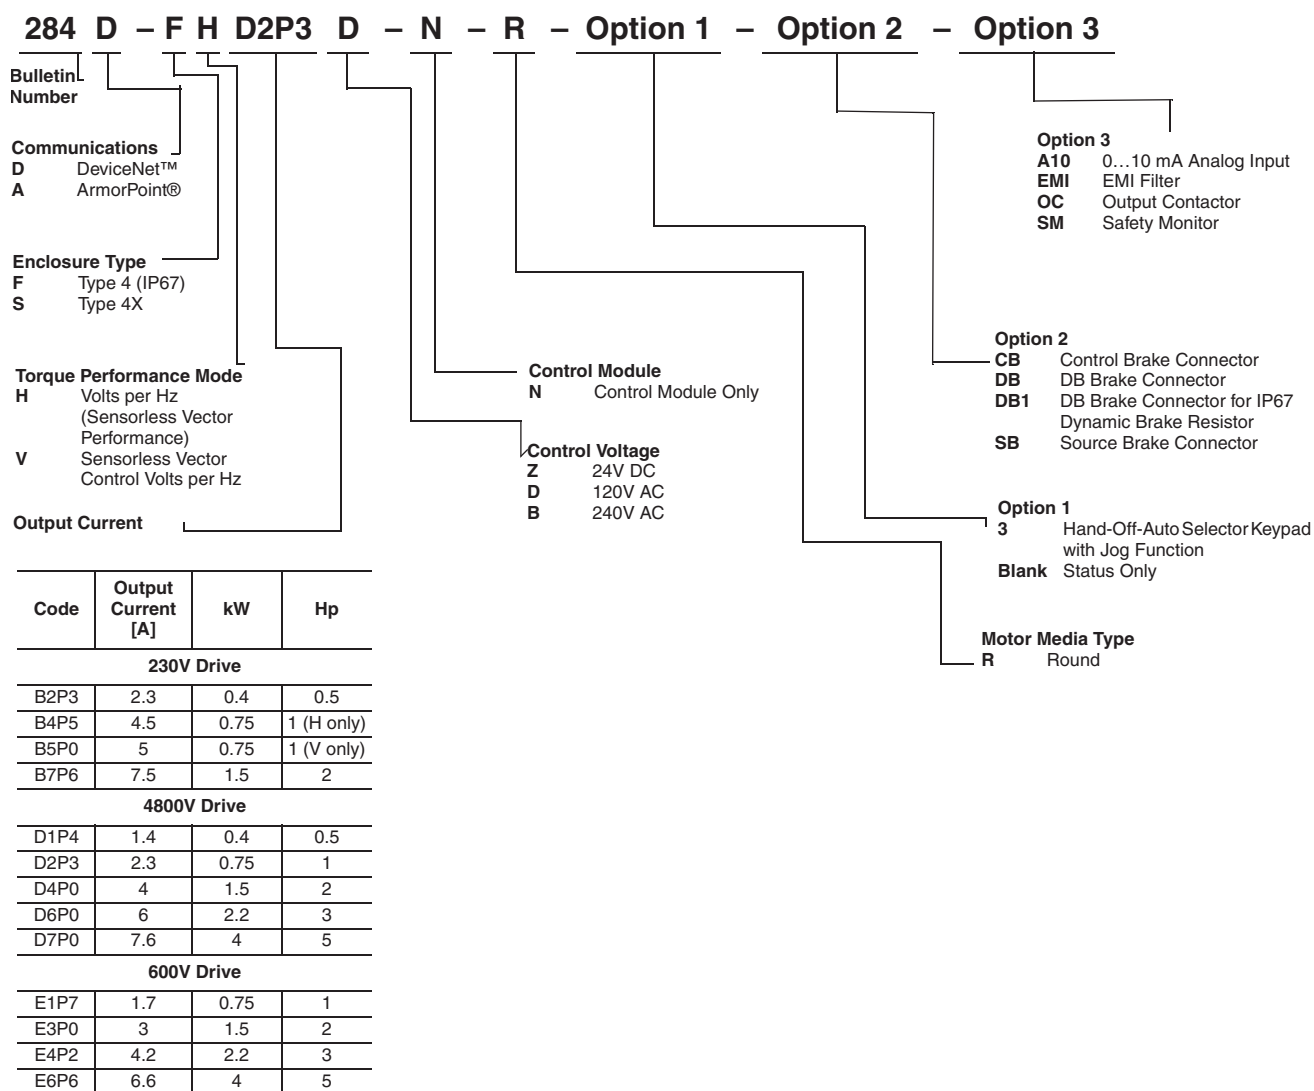 284 D – F H D2P3 D – N – R – Option 1 – Option 2 – Option 3
Bulletin
Number
Communications
D DeviceNet™
A ArmorPoint®
Enclosure Type
F Type 4 (IP67)
S Type 4X
Torque Performance Mode
H Volts per Hz
(Sensorless Vector
Performance)
V Sensorless Vector
Control Volts per Hz
Output Current
Code Output Current [A] kW Hp
230V Drive
B2P3 2.3 0.4 0.5
B4P5 4.5 0.75 1 (H only)
B5P0 5 0.75 1 (V only)
B7P6 7.5 1.5 2
4800V Drive
D1P4 1.4 0.4 0.5
D2P3 2.3 0.75 1
D4P0 4 1.5 2
D6P0 6 2.2 3
D7P0 7.6 4 5
600V Drive
E1P7 1.7 0.75 1
E3P0 3 1.5 2
E4P2 4.2 2.2 3
E6P6 6.6 4 5
Control Module
N Control Module Only
Control Voltage
Z 24V DC
D 120V AC
B 240V AC
Option 3
A10 0…10 mA Analog Input
EMI EMI Filter
OC Output Contactor
SM Safety Monitor
Option 2
CB Control Brake Connector
DB DB Brake Connector
DB1 DB Brake Connector for IP67
Dynamic Brake Resistor
SB Source Brake Connector
Option 1
3 Hand-Off-Auto Selector Keypad
with Jog Function
Blank Status Only
Motor Media Type
R Round